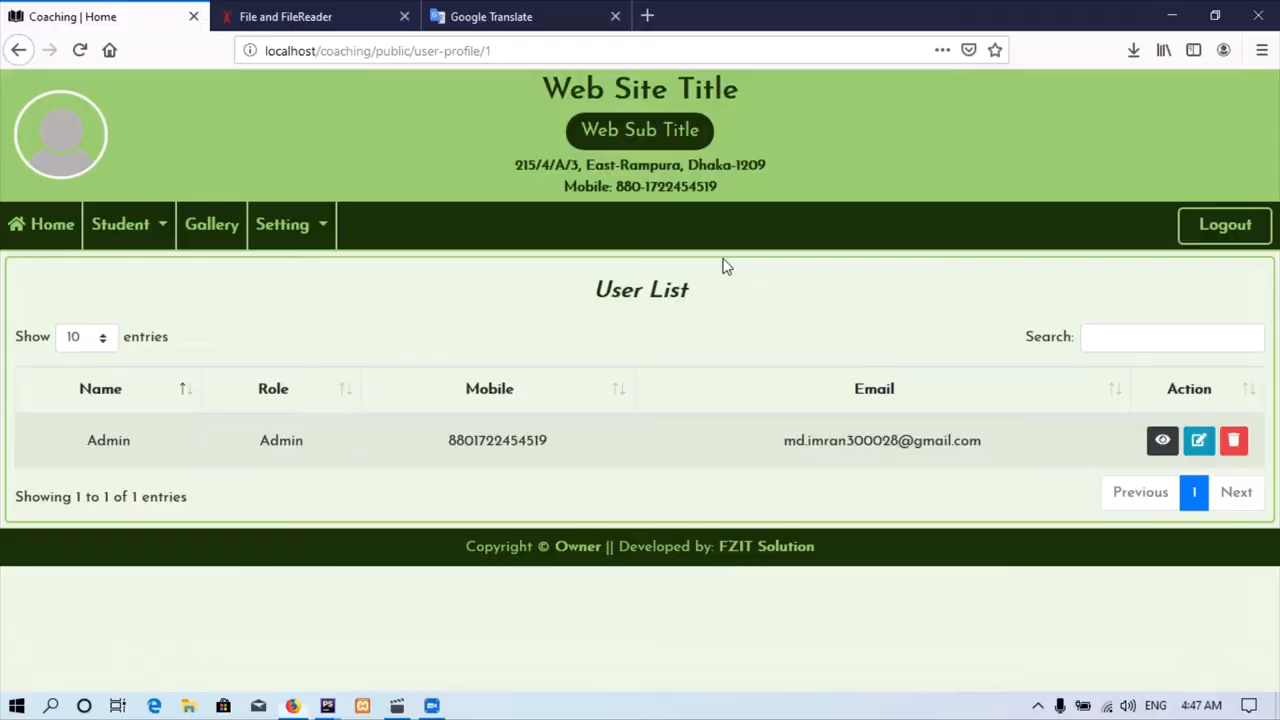 Coaching | Home
File and FileReader
Google Translate
localhost/coaching/public/user-profile/1
Web Site Title
Web Sub Title
215/4/A/3, East-Rampura, Dhaka-1209
Mobile: 880-1722454519
Home Student Gallery Setting Logout
User List
Show 10 entries Search:
Name Role Mobile Email Action
Admin Admin 8801722454519 md.imran300028@gmail.com
Showing 1 to 1 of 1 entries Previous 1 Next
Copyright © Owner || Developed by: FZIT Solution
PS ENG 4:47 AM